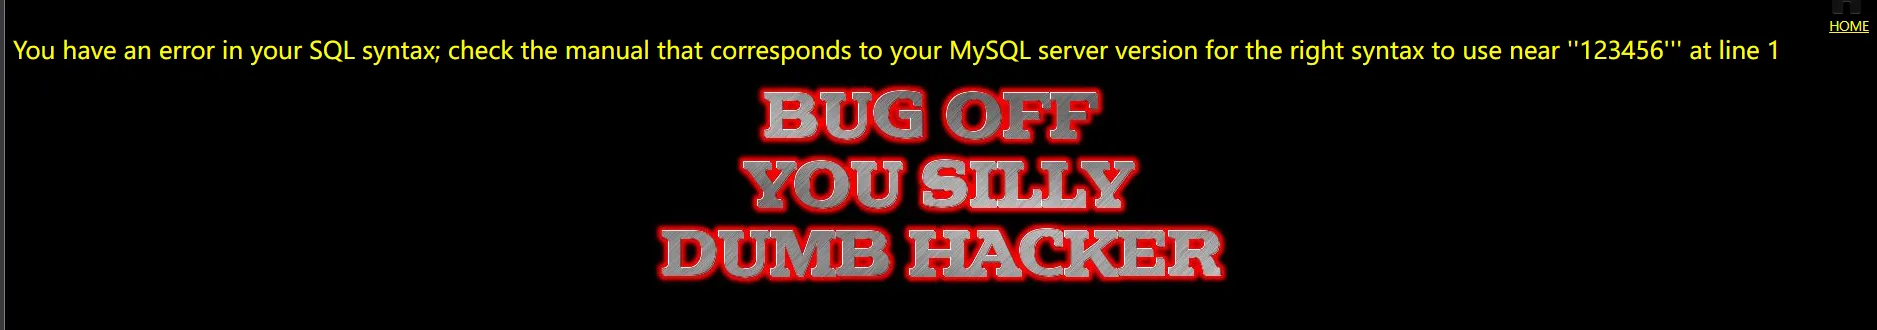 HOME
You have an error in your SQL syntax; check the manual that corresponds to your MySQL server version for the right syntax to use near ''123456''' at line 1
BUG OFF
YOU SILLY
DUMB HACKER